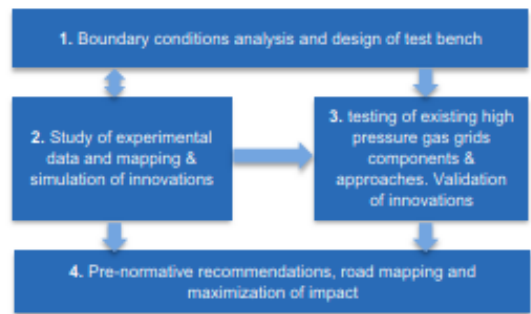 1. Boundary conditions analysis and design of test bench
2. Study of experimental
data and mapping &
simulation of innovations
3. testing of existing high
pressure gas grids
components &
approaches. Validation
of innovations
4. Pre-normative recommendations, road mapping and
maximization of impact